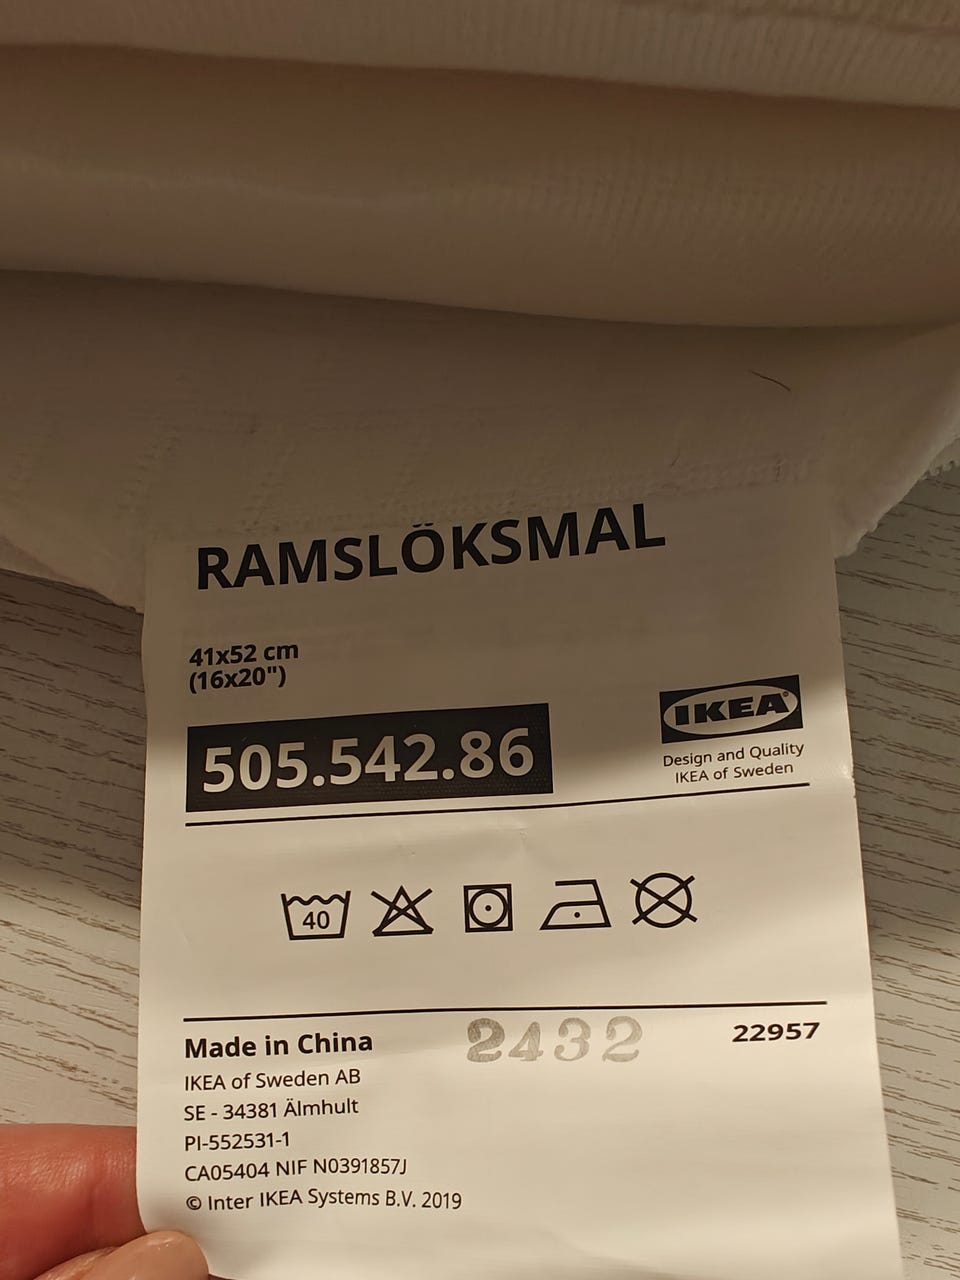 RAMSLÖKSMAL
41x52 cm
(16x20")
505.542.86
IKEA®
Design and Quality
IKEA of Sweden
40
Made in China
2432
22957
IKEA of Sweden AB
SE - 34381 Älmhult
PI-552531-1
CA05404 NIF N0391857J
© Inter IKEA Systems B.V. 2019